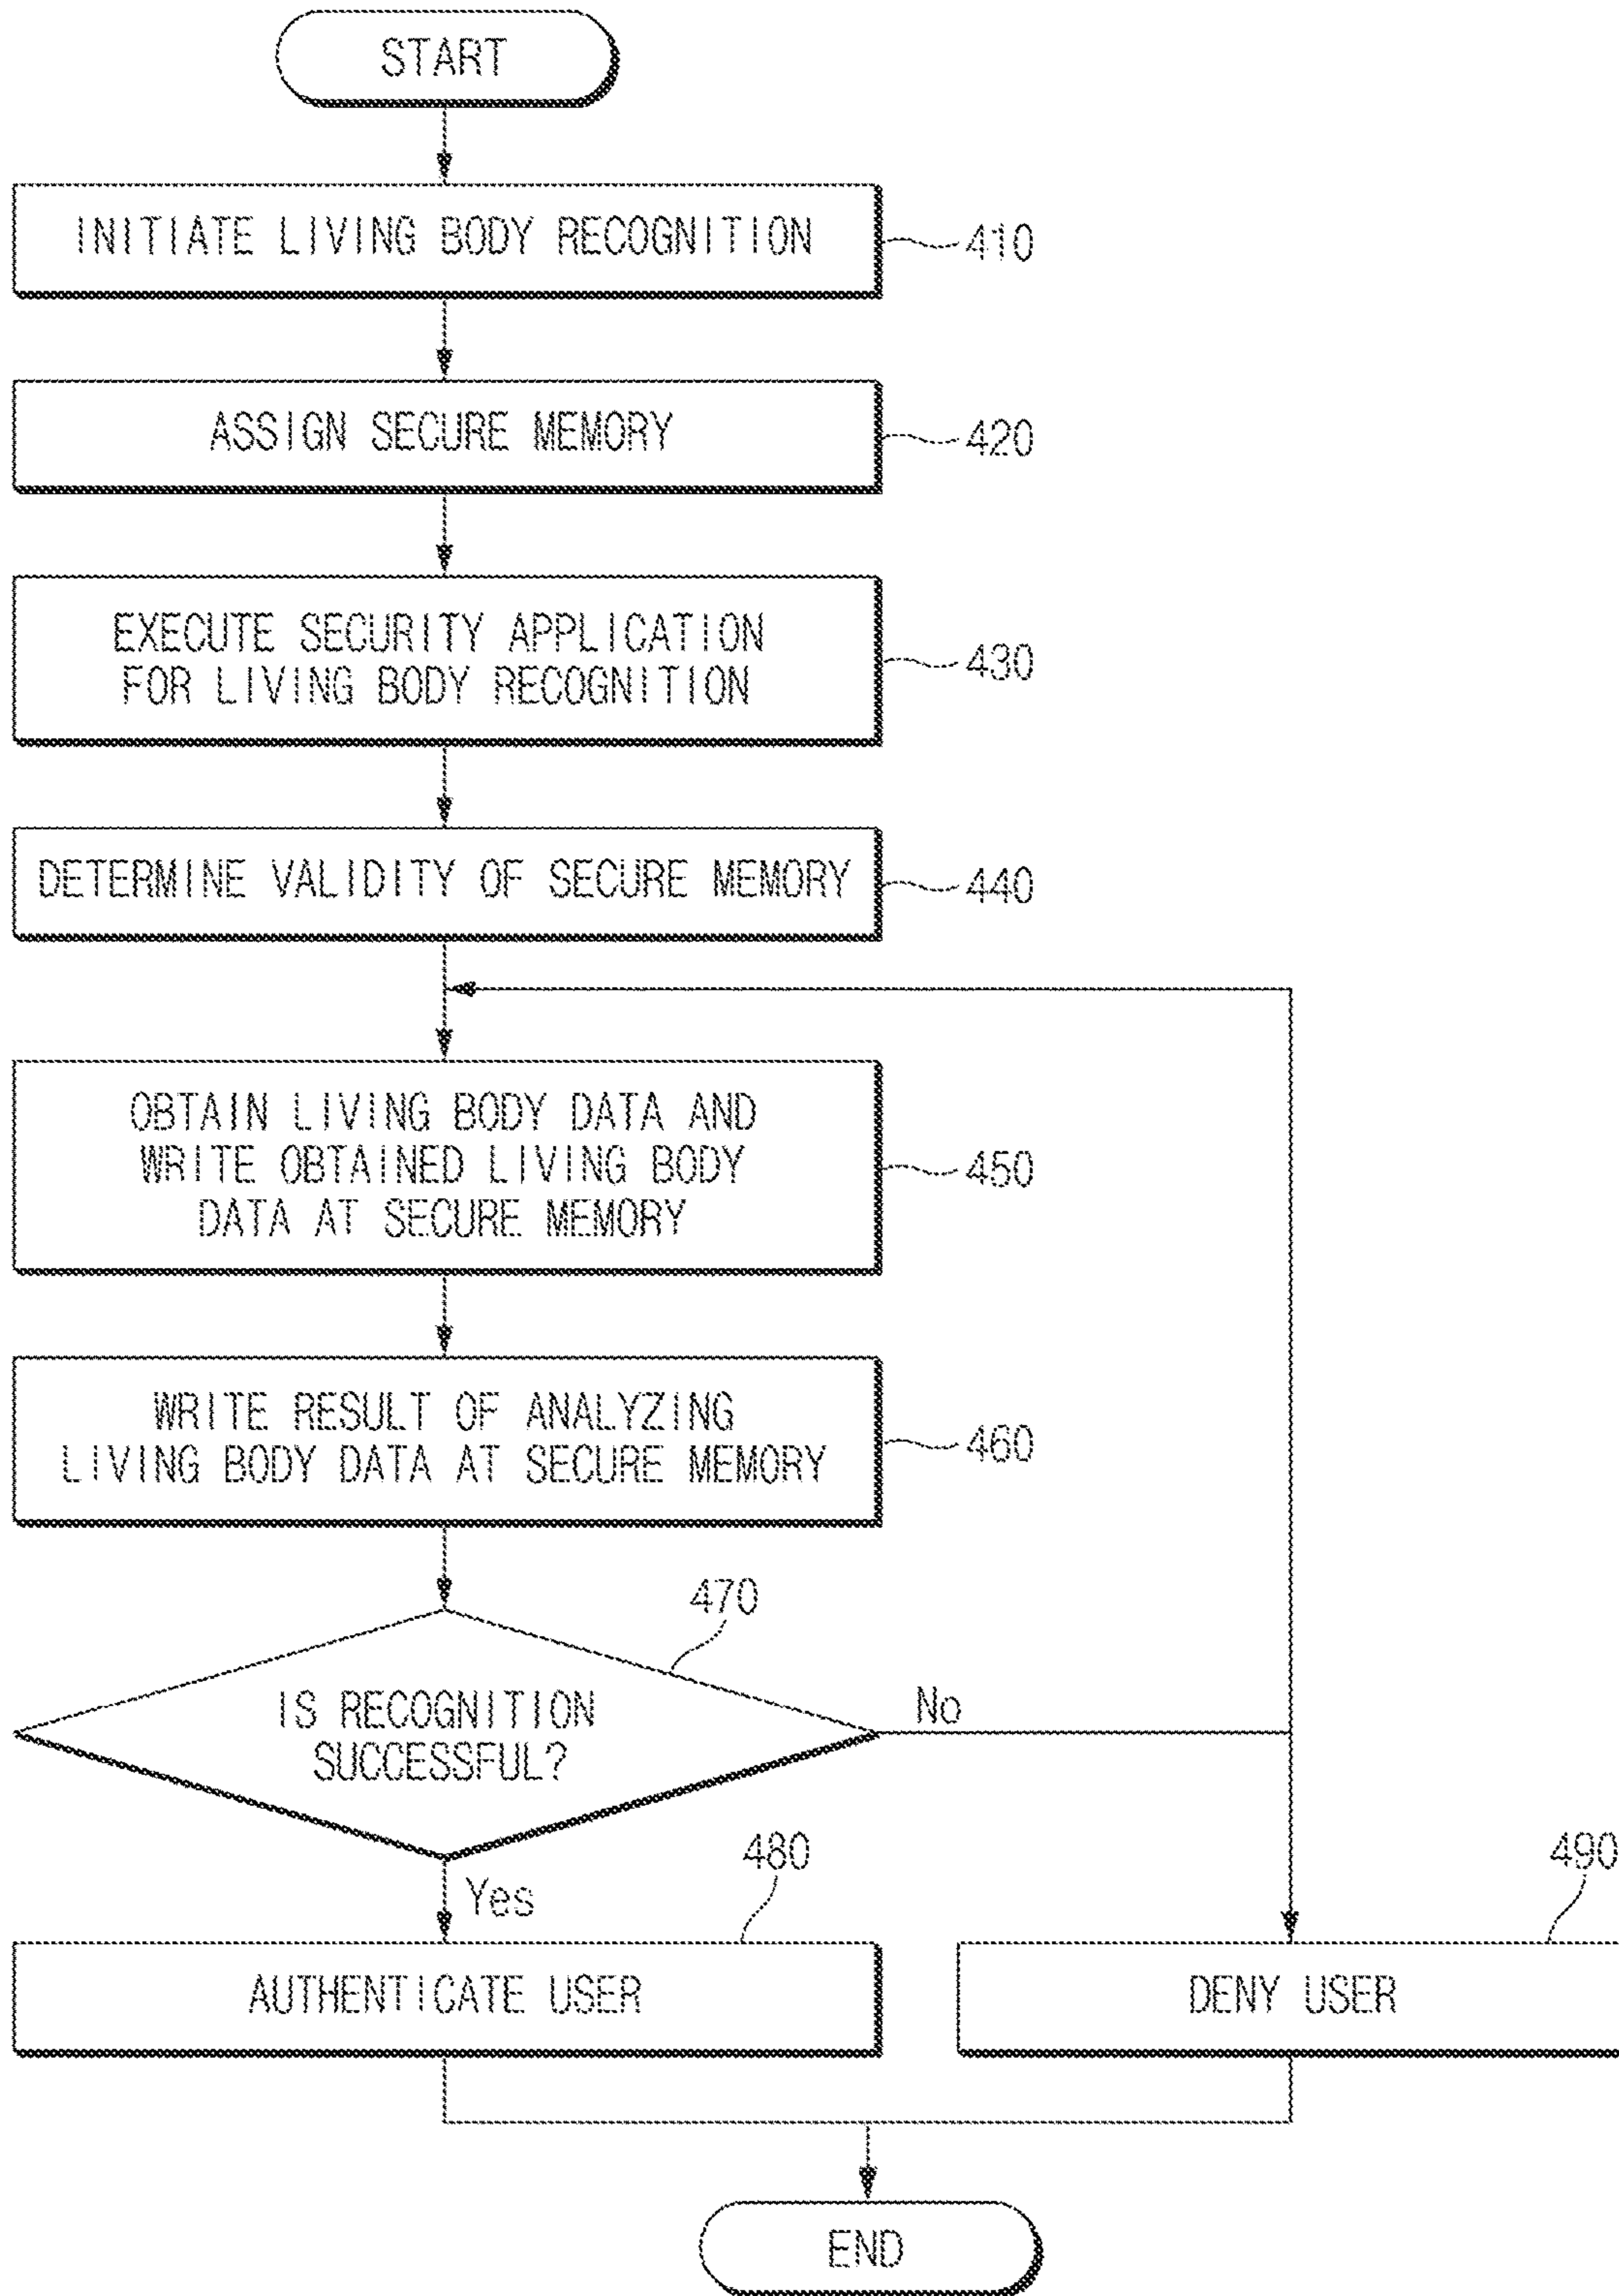 START
INITIATE LIVING BODY RECOGNITION
410
ASSIGN SECURE MEMORY
420
EXECUTE SECURITY APPLICATION
FOR LIVING BODY RECOGNITION
430
DETERMINE VALIDITY OF SECURE MEMORY
440
OBTAIN LIVING BODY DATA AND
WRITE OBTAINED LIVING BODY
DATA AT SECURE MEMORY
450
WRITE RESULT OF ANALYZING
LIVING BODY DATA AT SECURE MEMORY
460
470
IS RECOGNITION
SUCCESSFUL?
No
Yes
480
490
AUTHENTICATE USER
DENY USER
END